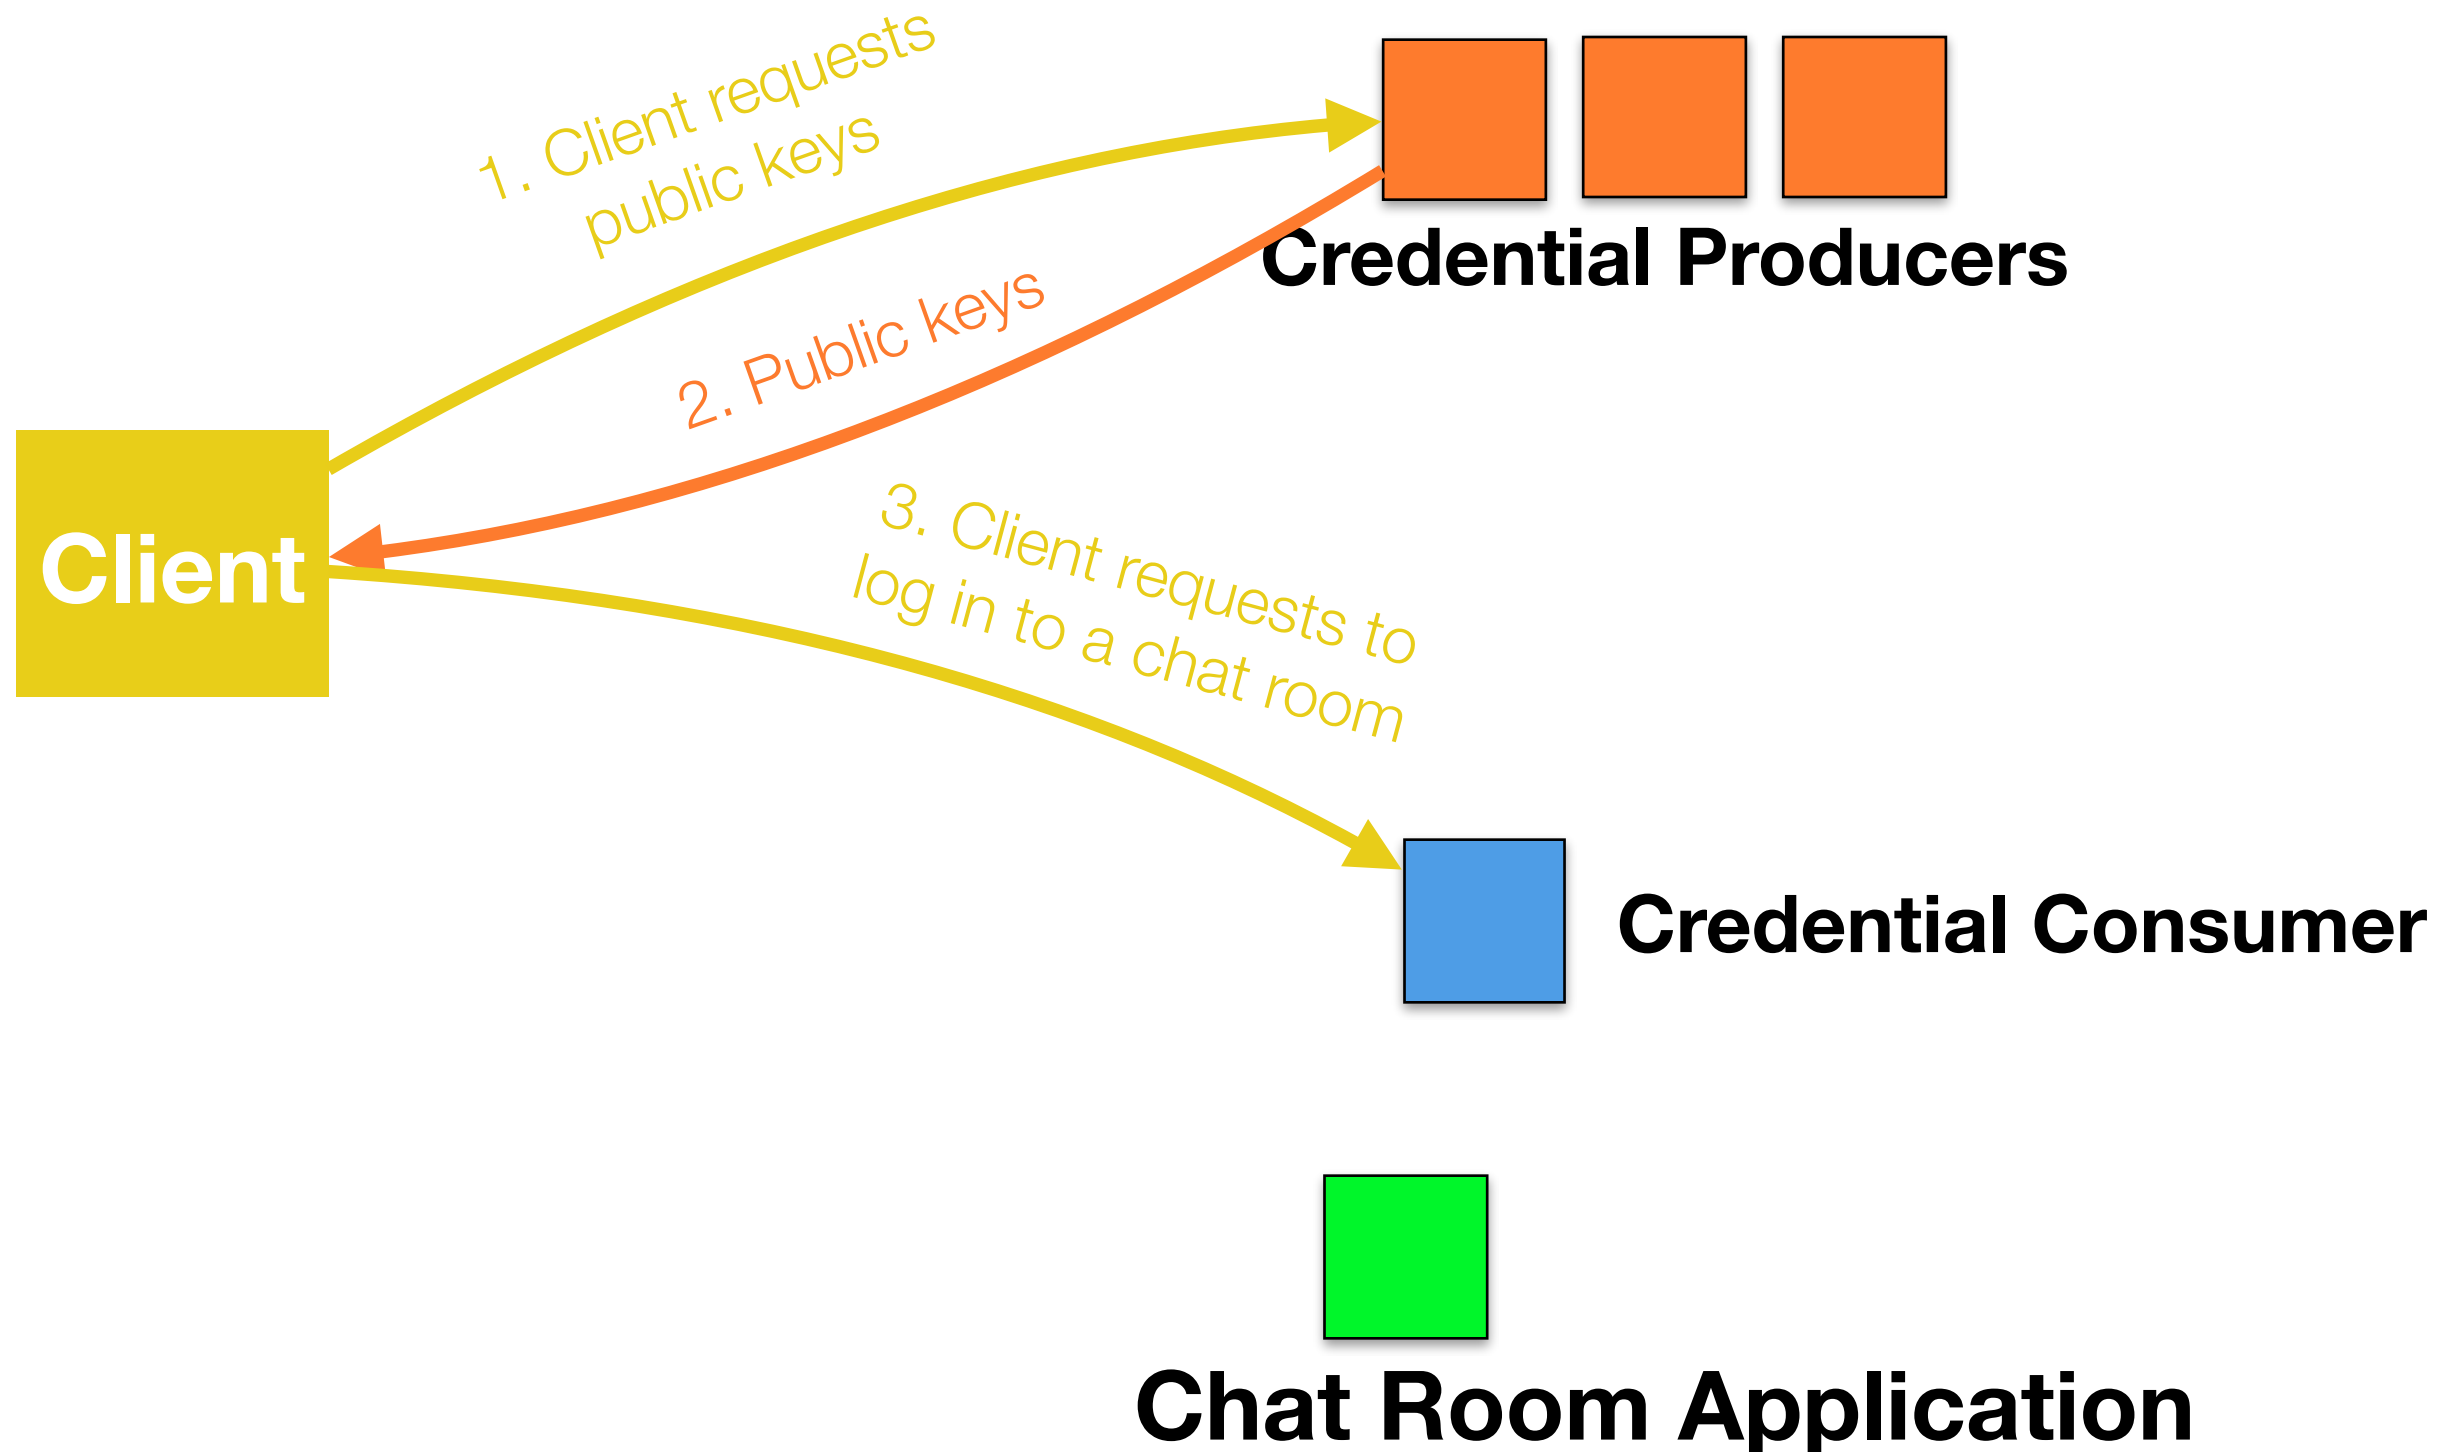 1. Client requests
public keys
Credential Producers
2. Public keys
Client
3. Client requests to
log in to a chat room
Credential Consumer
Chat Room Application